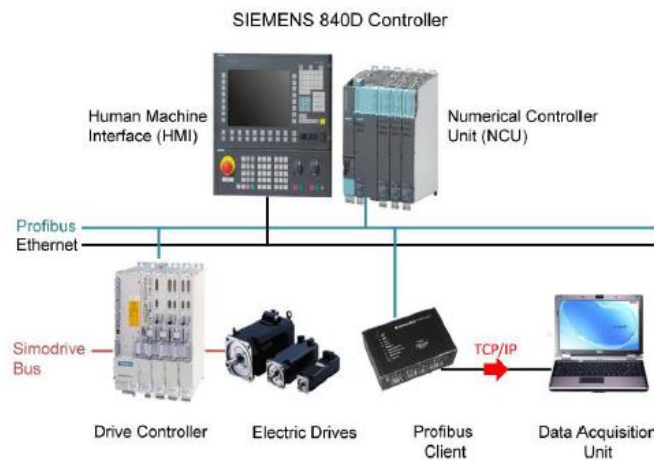 SIEMENS 840D Controller
Human Machine
Interface (HMI)
Numerical Controller
Unit (NCU)
Profibus
Ethernet
Simodrive
Bus
TCP/IP
Drive Controller
Electric Drives
Profibus
Client
Data Acquisition
Unit